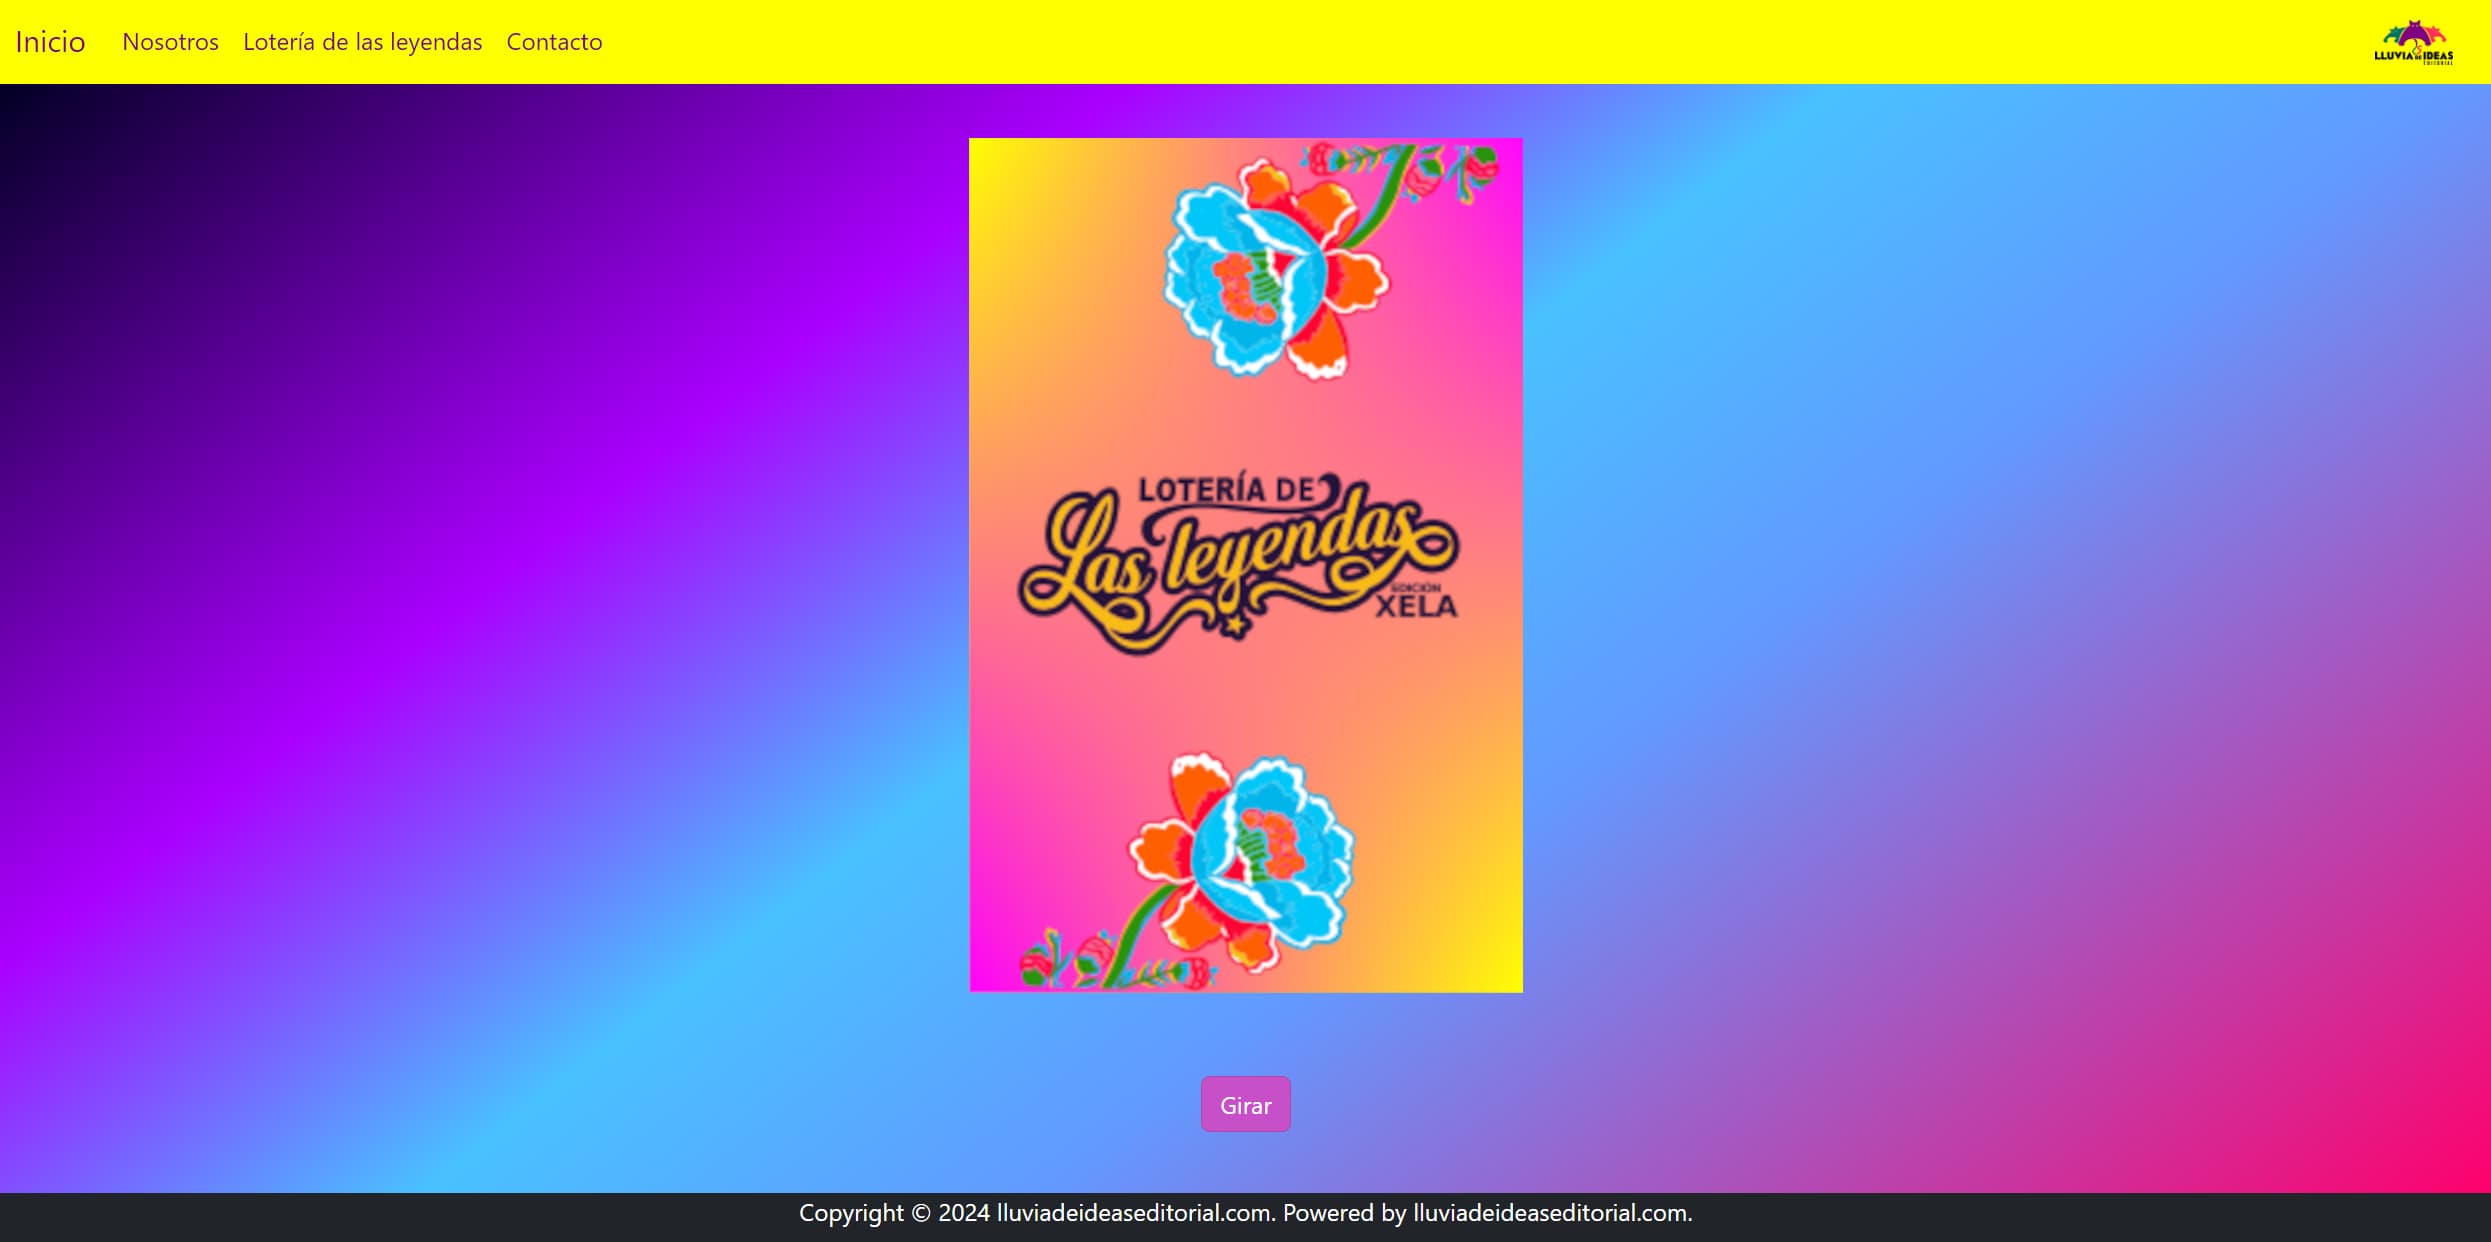 Inicio Nosotros Lotería de las leyendas Contacto
LLUVIA DE IDEAS
EDITORIAL
LOTERÍA DE
Las leyendas
EDICIÓN
XELA
Girar
Copyright © 2024 lluviadeideaseditorial.com. Powered by lluviadeideaseditorial.com.